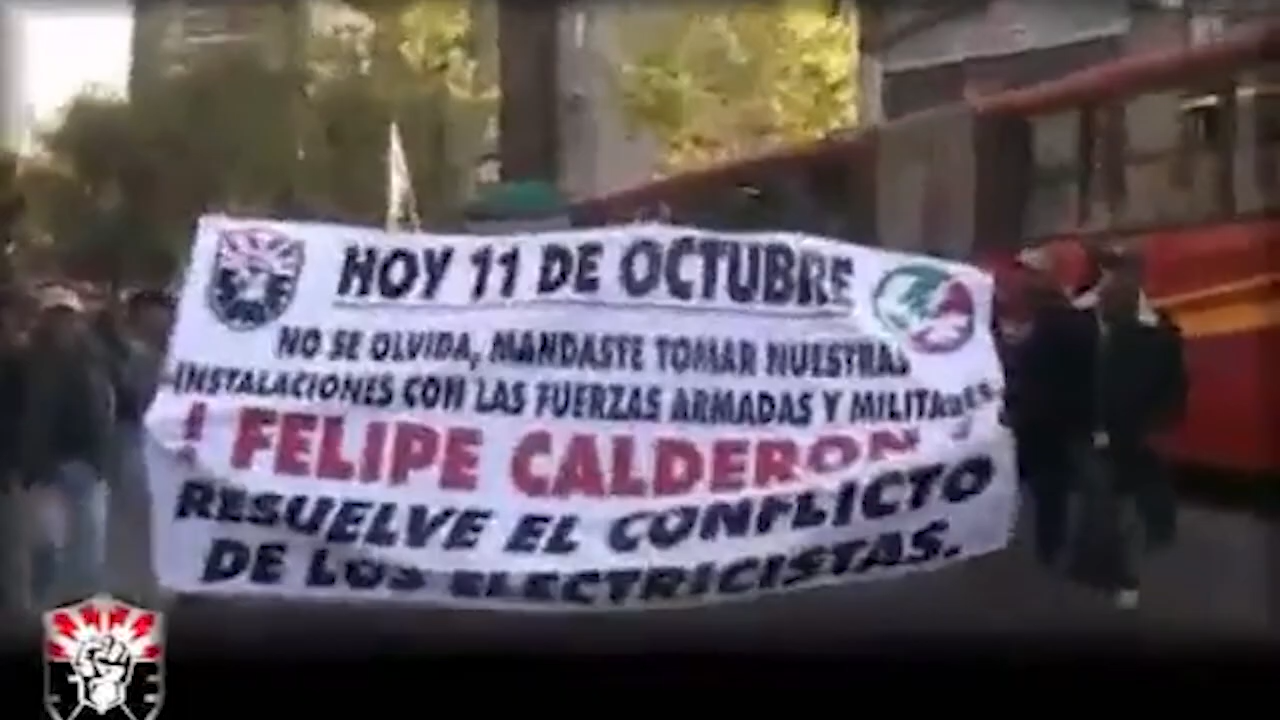 HOY 11 DE OCTUBRE
NO SE OLVIDA, MANDASTE TOMAR NUESTRAS
INSTALACIONES CON LAS FUERZAS ARMADAS Y MILITARES.
¡ FELIPE CALDERON !
RESUELVE EL CONFLICTO
DE LOS ELECTRICISTAS.